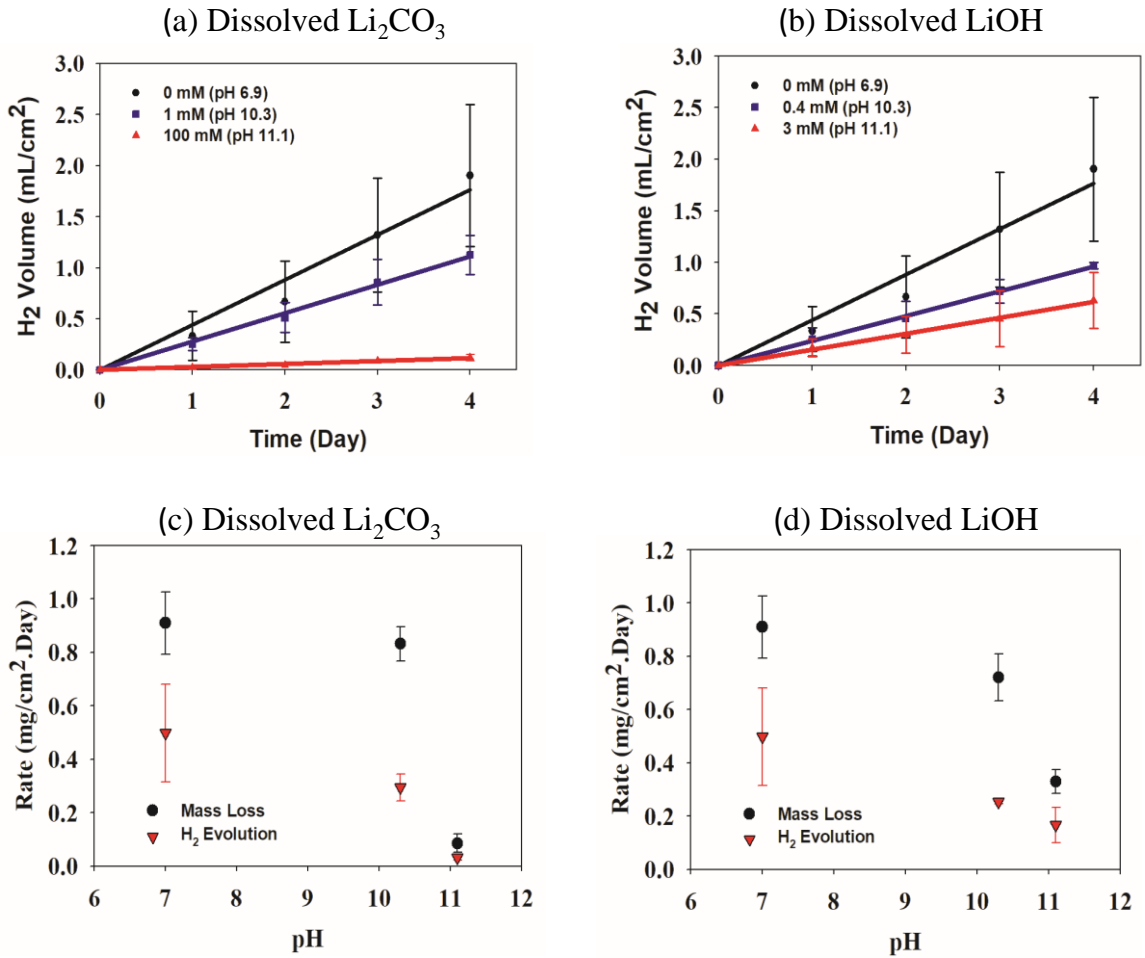 (a) Dissolved Li₂CO₃
3.0
2.5
2.0
1.5
1.0
0.5
0.0
H₂ Volume (mL/cm²)
0 mM (pH 6.9)
1 mM (pH 10.3)
100 mM (pH 11.1)
0 1 2 3 4
Time (Day)
(b) Dissolved LiOH
3.0
2.5
2.0
1.5
1.0
0.5
0.0
H₂ Volume (mL/cm²)
0 mM (pH 6.9)
0.4 mM (pH 10.3)
3 mM (pH 11.1)
0 1 2 3 4
Time (Day)
(c) Dissolved Li₂CO₃
1.2
1.0
0.8
0.6
0.4
0.2
0.0
Rate (mg/cm².Day)
Mass Loss
H₂ Evolution
6 7 8 9 10 11 12
pH
(d) Dissolved LiOH
1.2
1.0
0.8
0.6
0.4
0.2
0.0
Rate (mg/cm².Day)
Mass Loss
H₂ Evolution
6 7 8 9 10 11 12
pH